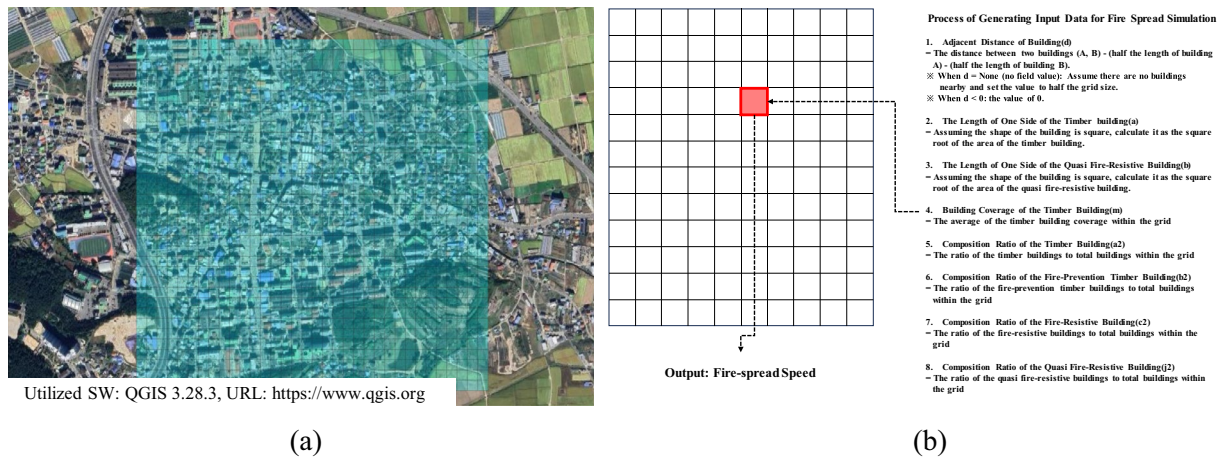 Utilized SW: QGIS 3.28.3, URL: https://www.qgis.org
(a)
Output: Fire-spread Speed
Process of Generating Input Data for Fire Spread Simulation
1. Adjacent Distance of Building(d)
− The distance between two buildings (A, B) - (half the length of building
A) - (half the length of building B).
※ When d = None (no field value): Assume there are no buildings
nearby and set the value to half the grid size.
※ When d < 0: the value of 0.
2. The Length of One Side of the Timber building(a)
− Assuming the shape of the building is square, calculate it as the square
root of the area of the timber building.
3. The Length of One Side of the Quasi Fire-Resistive Building(b)
− Assuming the shape of the building is square, calculate it as the square
root of the area of the quasi fire-resistive building.
4. Building Coverage of the Timber Building(m)
− The average of the timber building coverage within the grid
5. Composition Ratio of the Timber Building(a2)
− The ratio of the timber buildings to total buildings within the grid
6. Composition Ratio of the Fire-Prevention Timber Building(b2)
− The ratio of the fire-prevention timber buildings to total buildings
within the grid
7. Composition Ratio of the Fire-Resistive Building(c2)
− The ratio of the fire-resistive buildings to total buildings within the
grid
8. Composition Ratio of the Quasi Fire-Resistive Building(j2)
− The ratio of the quasi fire-resistive buildings to total buildings within
the grid
(b)